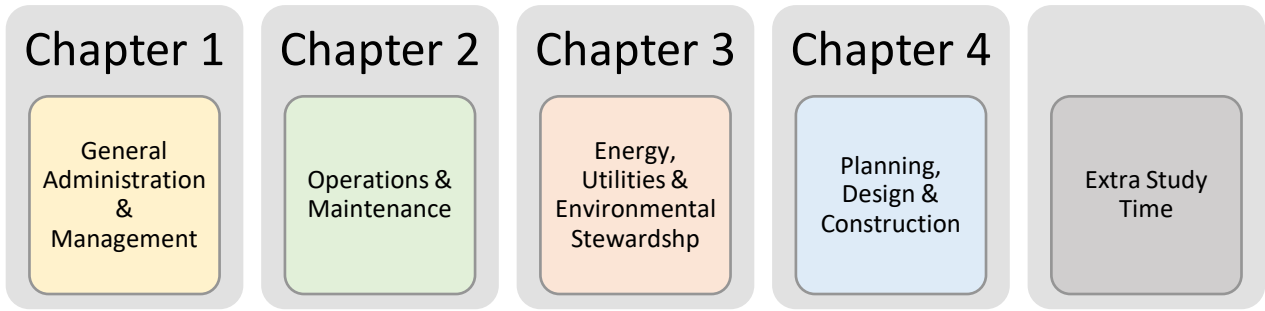 Chapter 1
General
Administration
&
Management
Chapter 2
Operations &
Maintenance
Chapter 3
Energy,
Utilities &
Environmental
Stewardshp
Chapter 4
Planning,
Design &
Construction
Extra Study
Time